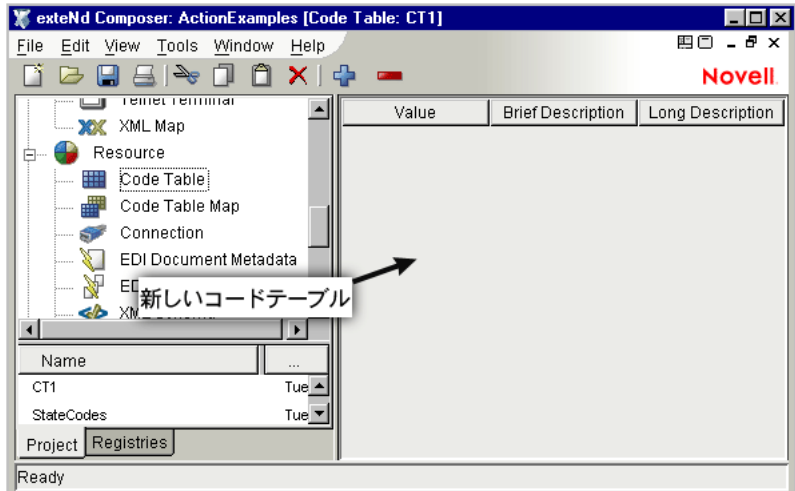 exteNd Composer: ActionExamples [Code Table: CT1]
File Edit View Tools Window Help
Novell
Telnet Terminal
XML Map
Resource
Code Table
Code Table Map
Connection
EDI Document Metadata
新しいコードテーブル
Value Brief Description Long Description
Name ...
CT1 Tue
StateCodes Tue
Project Registries
Ready